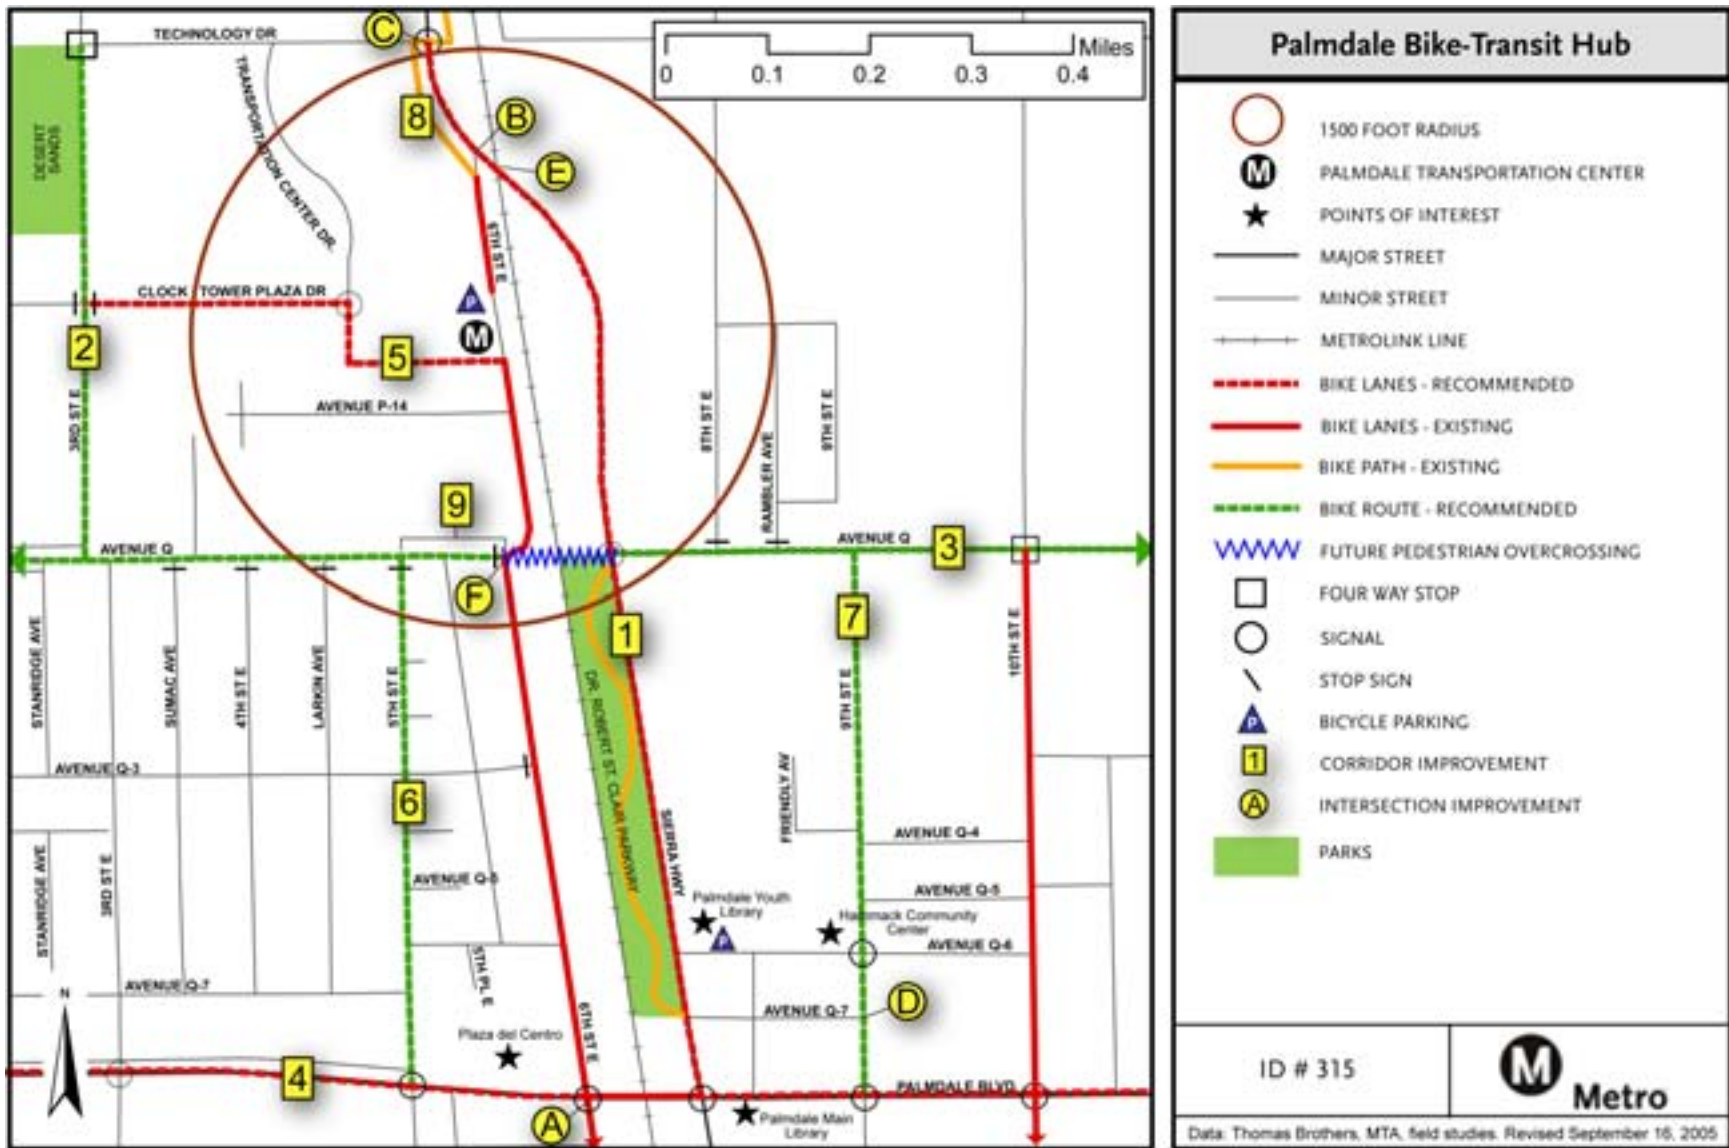 C
TECHNOLOGY DR
Miles
0 0.1 0.2 0.3 0.4
TRANSPORTATION CENTER DR.
8
B
E
DESERT
SANDS
6TH ST E
CLOCK TOWER PLAZA DR
P
M
2
5
3RD ST E
AVENUE P-14
8TH ST E
RAMBLER AVE
9TH ST E
9
AVENUE Q
AVENUE Q
3
F
1
7
STANRIDGE AVE
SUMAC AVE
4TH ST E
LARKIN AVE
5TH ST E
DR. ROBERT ST. CLAIR PARKWAY
9TH ST E
10TH ST E
AVENUE Q-3
FRIENDLY AV
6
SIERRA HWY
AVENUE Q-4
STANRIDGE AVE
3RD ST E
AVENUE Q-5
AVENUE Q-5
Palmdale Youth
Library
P
Hammack Community
Center
AVENUE Q-6
5TH PL E
AVENUE Q-7
N
AVENUE Q-7
D
Plaza del Centro
6TH ST E
4
PALMDALE BLVD
A
Palmdale Main
Library
Palmdale Bike-Transit Hub
1500 FOOT RADIUS
M PALMDALE TRANSPORTATION CENTER
POINTS OF INTEREST
MAJOR STREET
MINOR STREET
METROLINK LINE
BIKE LANES - RECOMMENDED
BIKE LANES - EXISTING
BIKE PATH - EXISTING
BIKE ROUTE - RECOMMENDED
FUTURE PEDESTRIAN OVERCROSSING
FOUR WAY STOP
SIGNAL
STOP SIGN
P BICYCLE PARKING
1 CORRIDOR IMPROVEMENT
A INTERSECTION IMPROVEMENT
PARKS
ID # 315
M Metro
Data: Thomas Brothers, MTA, field studies. Revised September 16, 2005